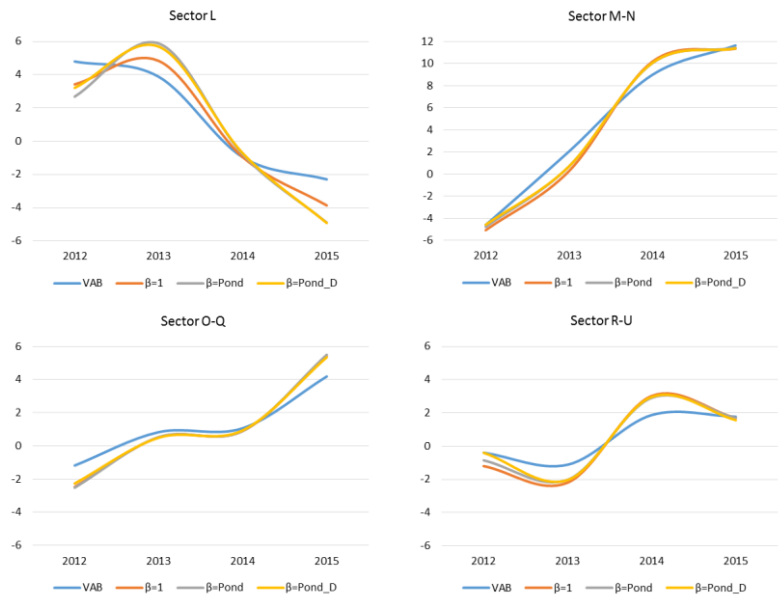 Sector L
6
4
2
0
-2
-4
-6
2012 2013 2014 2015
VAB β=1 β=Pond β=Pond_D
Sector M-N
12
10
8
6
4
2
0
-2
-4
-6
2012 2013 2014 2015
VAB β=1 β=Pond β=Pond_D
Sector O-Q
6
4
2
0
-2
-4
-6
2012 2013 2014 2015
VAB β=1 β=Pond β=Pond_D
Sector R-U
6
4
2
0
-2
-4
-6
2012 2013 2014 2015
VAB β=1 β=Pond β=Pond_D